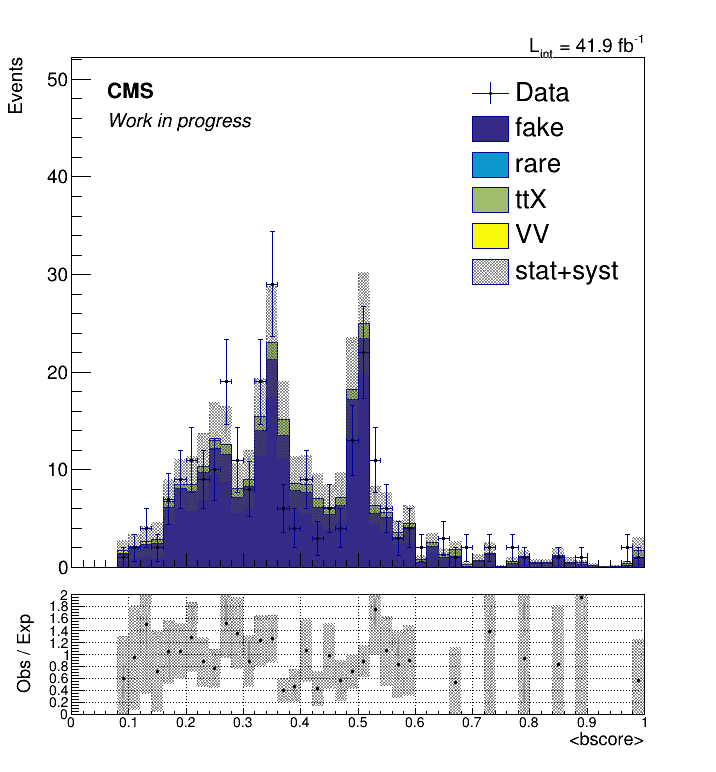 L_int = 41.9 fb^-1
Events
50
40
30
20
10
0
CMS
Work in progress
Data
fake
rare
ttX
VV
stat+syst
Obs / Exp
2
1.8
1.6
1.4
1.2
1
0.8
0.6
0.4
0.2
0
0 0.1 0.2 0.3 0.4 0.5 0.6 0.7 0.8 0.9 1
<bscore>